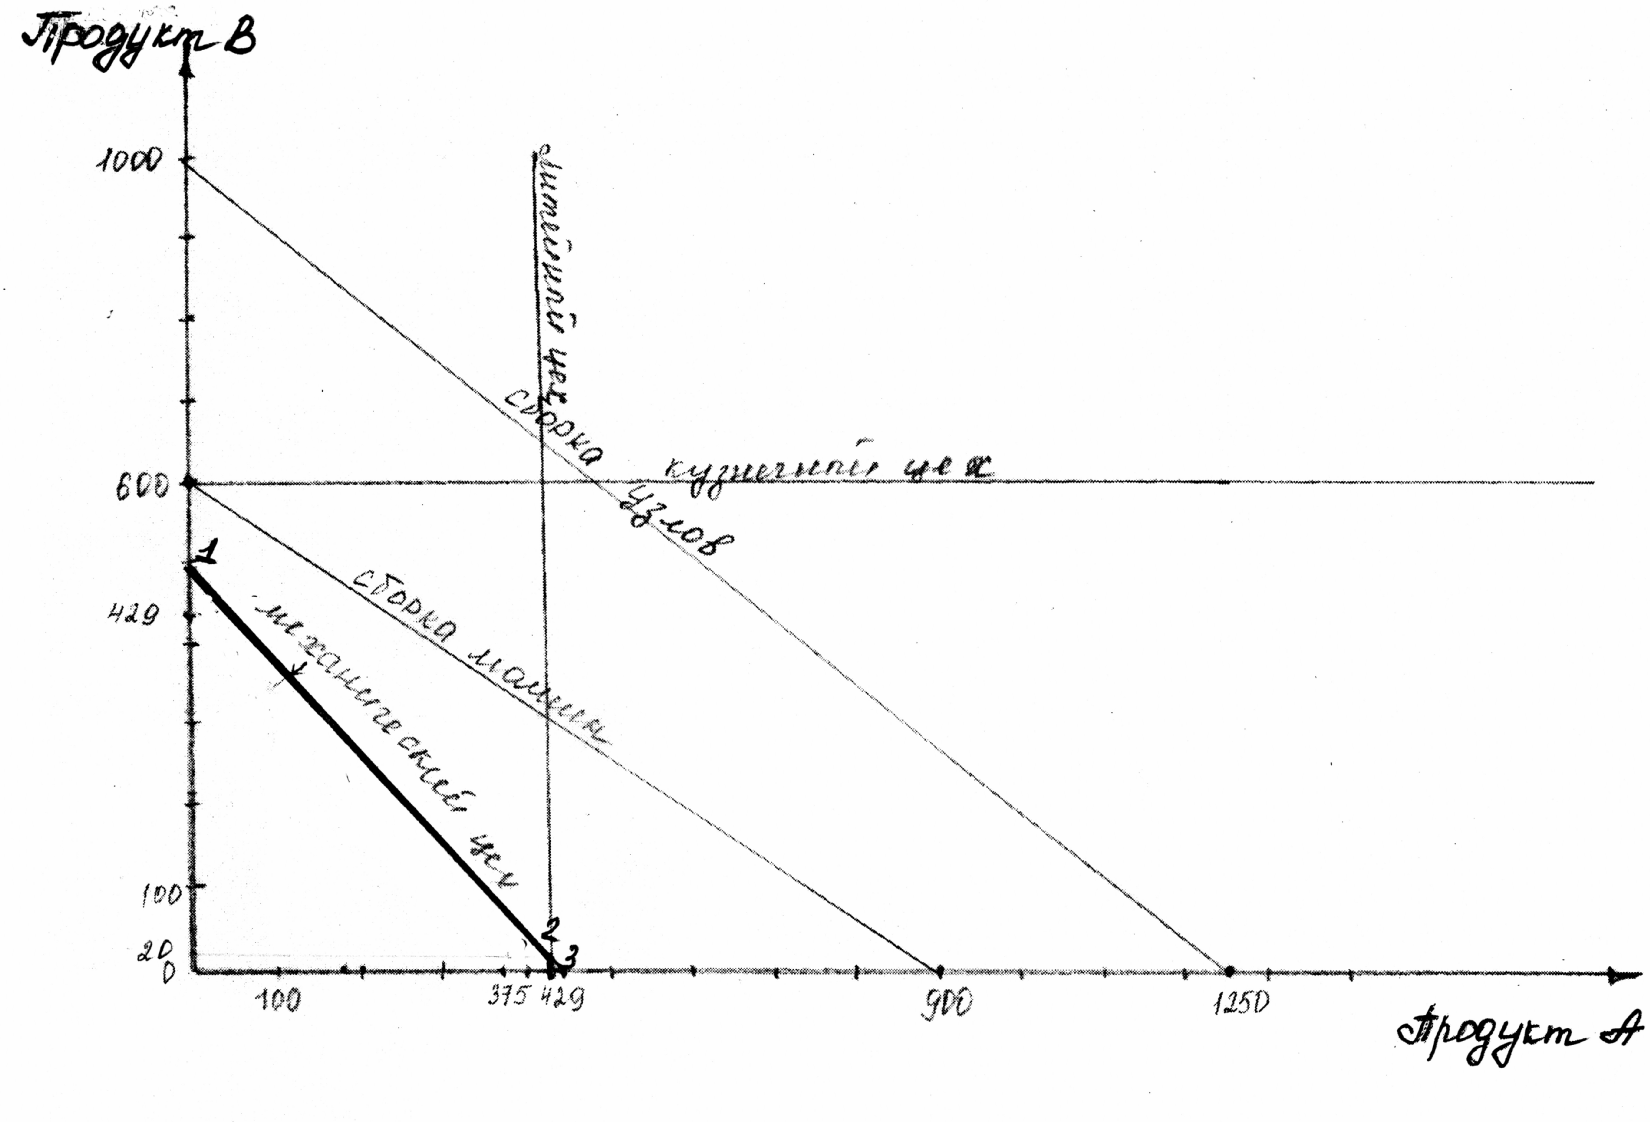 Продукт В
1000
литейный цех
сборка узлов
кузнечный цех
600
1
сборка машин
429
механический цех
100
2
20
3
0
100
375
429
900
1250
Продукт А